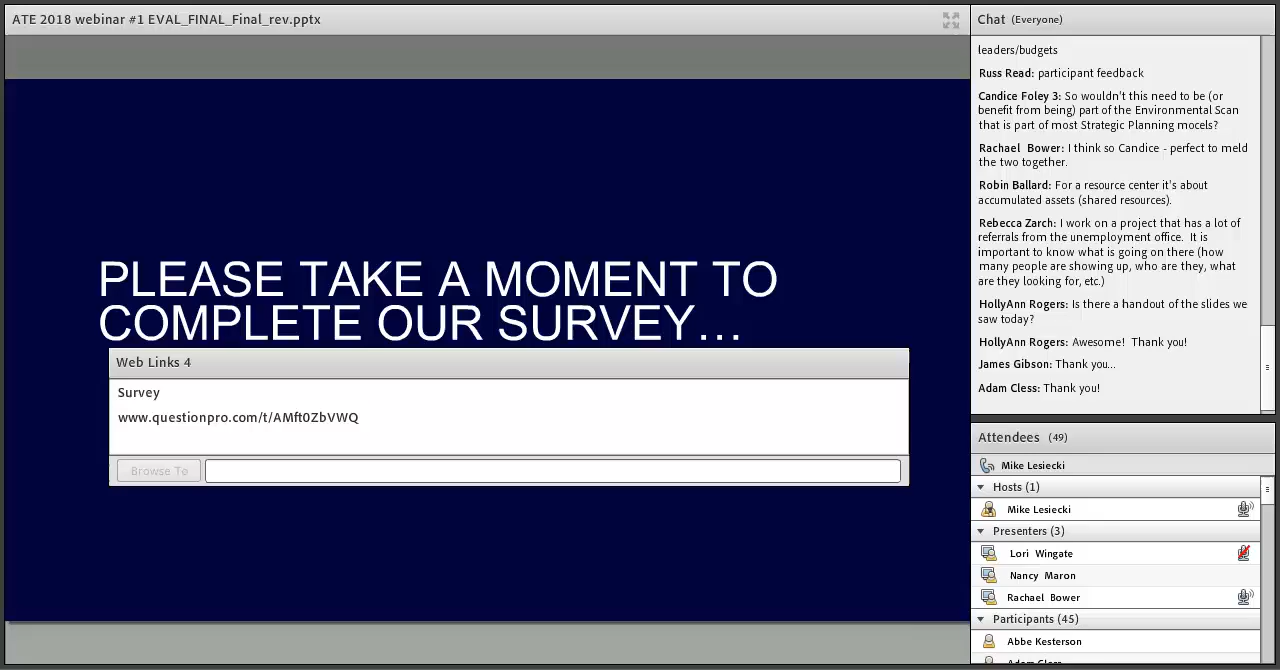 ATE 2018 webinar #1 EVAL_FINAL_Final_rev.pptx
PLEASE TAKE A MOMENT TO
COMPLETE OUR SURVEY…
Web Links 4
Survey
www.questionpro.com/t/AMft0ZbVWQ
Browse To
Chat (Everyone)
leaders/budgets
Russ Read: participant feedback
Candice Foley 3: So wouldn't this need to be (or
benefit from being) part of the Environmental Scan
that is part of most Strategic Planning mocels?
Rachael Bower: I think so Candice - perfect to meld
the two together.
Robin Ballard: For a resource center it's about
accumulated assets (shared resources).
Rebecca Zarch: I work on a project that has a lot of
referrals from the unemployment office. It is
important to know what is going on there (how
many people are showing up, who are they, what
are they looking for, etc.)
HollyAnn Rogers: Is there a handout of the slides we
saw today?
HollyAnn Rogers: Awesome! Thank you!
James Gibson: Thank you...
Adam Cless: Thank you!
Attendees (49)
Mike Lesiecki
Hosts (1)
Mike Lesiecki
Presenters (3)
Lori Wingate
Nancy Maron
Rachael Bower
Participants (45)
Abbe Kesterson
Adam Cless